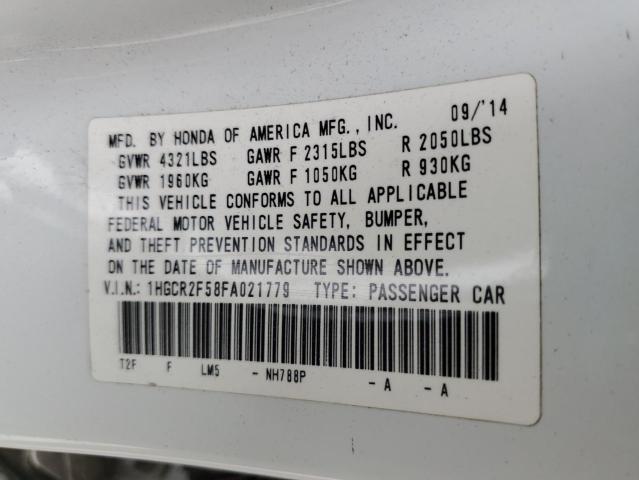 MFD. BY HONDA OF AMERICA MFG., INC. 09/'14
GVWR 4321LBS GAWR F 2315LBS R 2050LBS
GVWR 1960KG GAWR F 1050KG R 930KG
THIS VEHICLE CONFORMS TO ALL APPLICABLE
FEDERAL MOTOR VEHICLE SAFETY, BUMPER,
AND THEFT PREVENTION STANDARDS IN EFFECT
ON THE DATE OF MANUFACTURE SHOWN ABOVE.
V.I.N.: 1HGCR2F58FA021779 TYPE: PASSENGER CAR
T2F F LM5 - NH788P - A - A